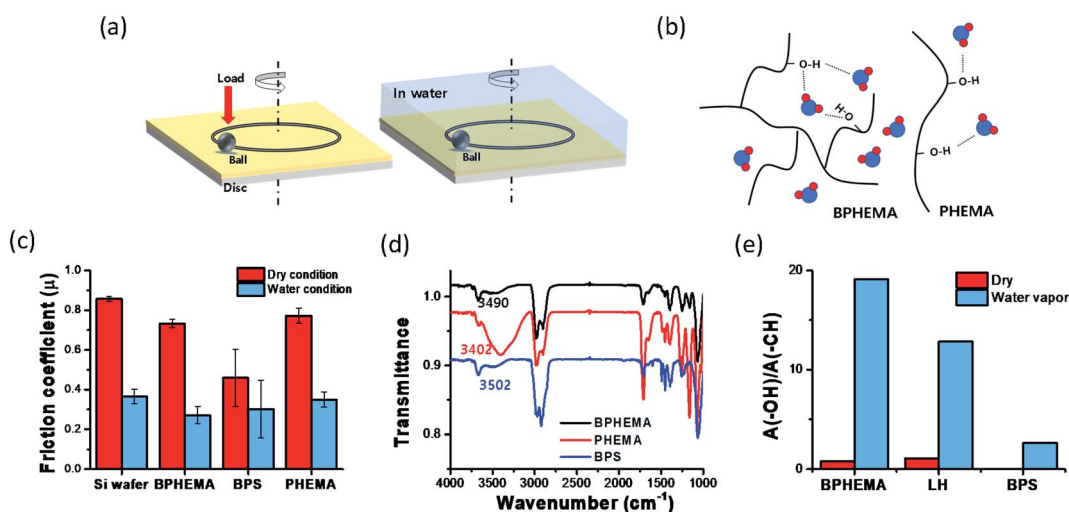 (a)
Load
Ball
Disc
In water
Ball
(b)
O-H
H-O
O-H
O-H
BPHEMA
PHEMA
(c)
Friction coefficient (μ)
1.0
0.8
0.6
0.4
0.2
0.0
Dry condition
Water condition
Si wafer BPHEMA BPS PHEMA
(d)
Transmittance
1.0
0.9
0.8
3490
3402
3502
BPHEMA
PHEMA
BPS
4000 3500 3000 2500 2000 1500 1000
Wavenumber (cm⁻¹)
(e)
A(-OH)/A(-CH)
20
10
0
Dry
Water vapor
BPHEMA LH BPS